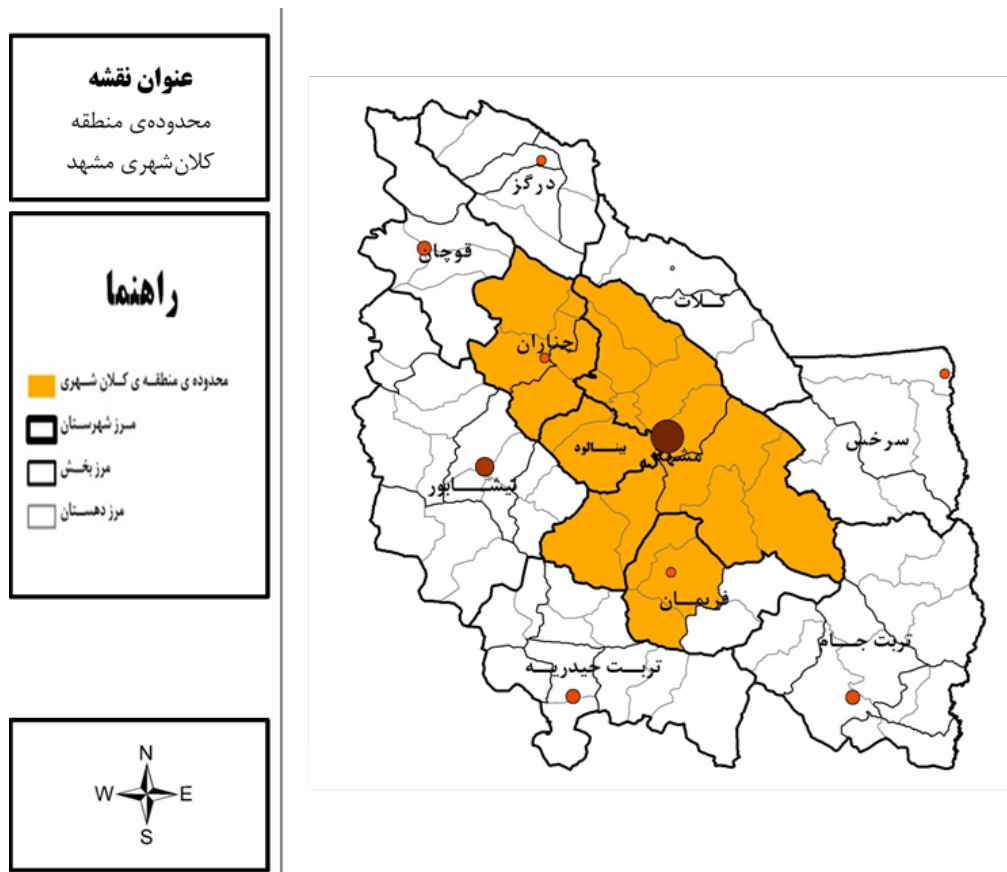 عنوان نقشه
محدوده‌ی منطقه
کلان‌شهری مشهد
راهنما
محدوده ی منطقه ی کلان شهری
مرز شهرستان
مرز بخش
مرز دهستان
N
W E
S
درگز
قوچان
کلات
چناران
سرخس
بینالود
مشهد
نیشابور
فریمان
تربت جام
تربت حیدریه